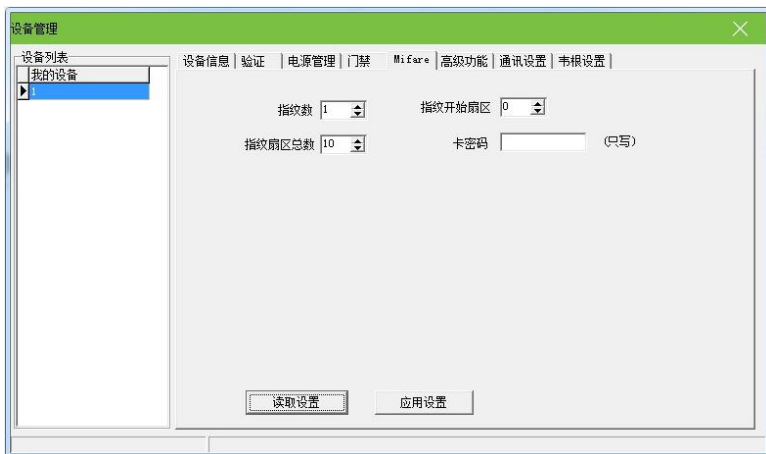 设备管理
设备列表
我的设备
1
设备信息 验证 电源管理 门禁 Mifare 高级功能 通讯设置 韦根设置
指纹数 1 指纹开始扇区 0
指纹扇区总数 10 卡密码 (只写)
读取设置 应用设置